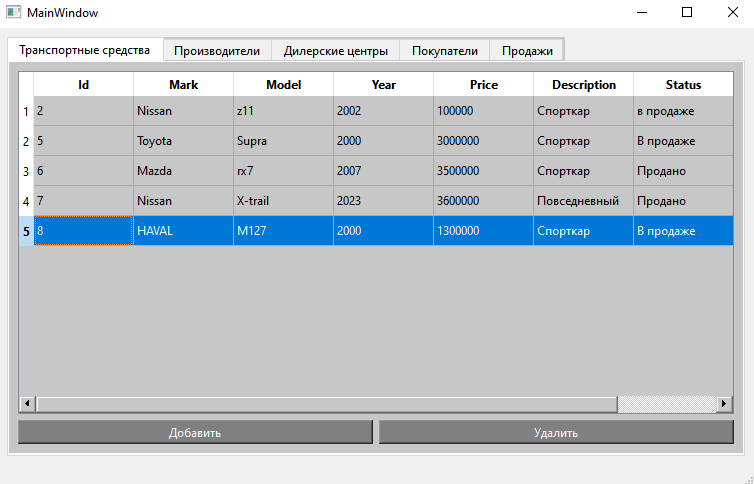 MainWindow
Транспортные средства Производители Дилерские центры Покупатели Продажи
Id Mark Model Year Price Description Status
1 2 Nissan z11 2002 100000 Спорткар в продаже
2 5 Toyota Supra 2000 3000000 Спорткар В продаже
3 6 Mazda rx7 2007 3500000 Спорткар Продано
4 7 Nissan X-trail 2023 3600000 Повседневный Продано
5 8 HAVAL M127 2000 1300000 Спорткар В продаже
Добавить Удалить